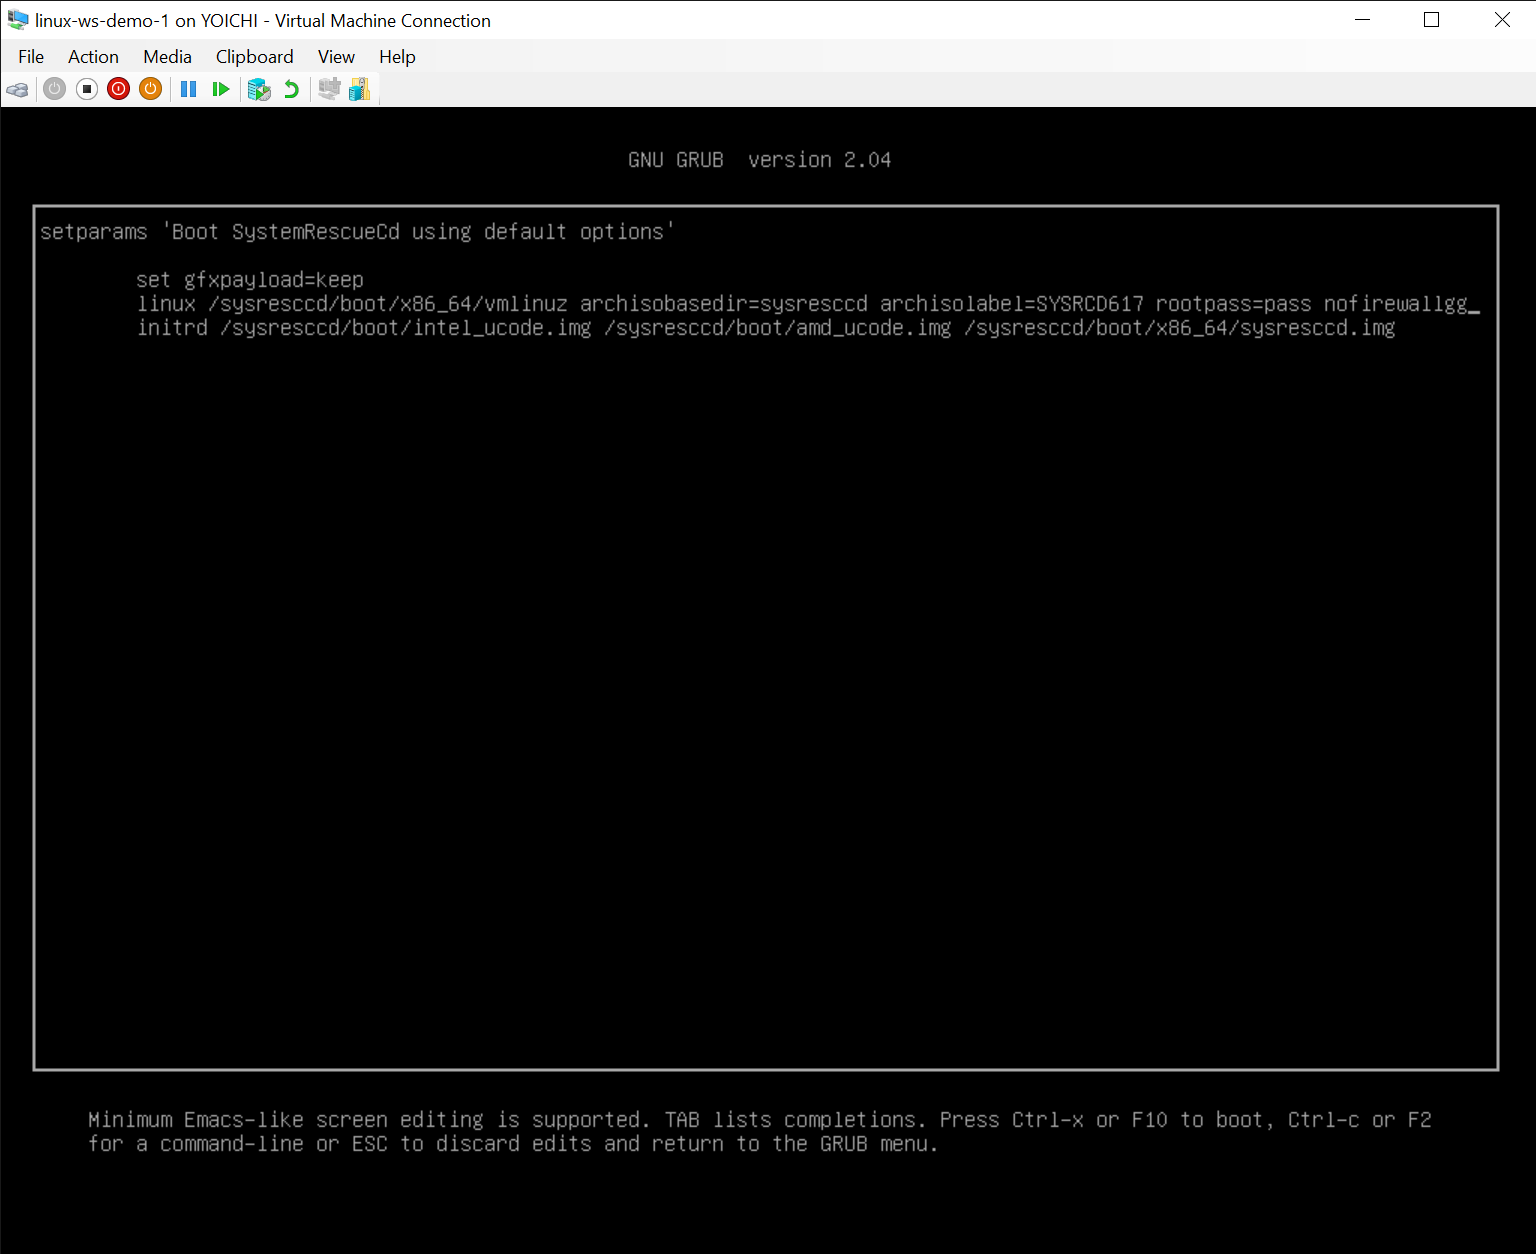 linux-ws-demo-1 on YOICHI - Virtual Machine Connection
File Action Media Clipboard View Help
GNU GRUB  version 2.04
setparams 'Boot SystemRescueCd using default options'
set gfxpayload=keep
linux /sysresccd/boot/x86_64/vmlinuz archisobasedir=sysresccd archisolabel=SYSRCD617 rootpass=pass nofirewallgg_
initrd /sysresccd/boot/intel_ucode.img /sysresccd/boot/amd_ucode.img /sysresccd/boot/x86_64/sysresccd.img
Minimum Emacs-like screen editing is supported. TAB lists completions. Press Ctrl-x or F10 to boot, Ctrl-c or F2
for a command-line or ESC to discard edits and return to the GRUB menu.